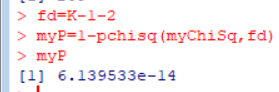 > fd=K-1-2
> myP=1-pchisq(myChiSq,fd)
> myP
[1] 6.139533e-14